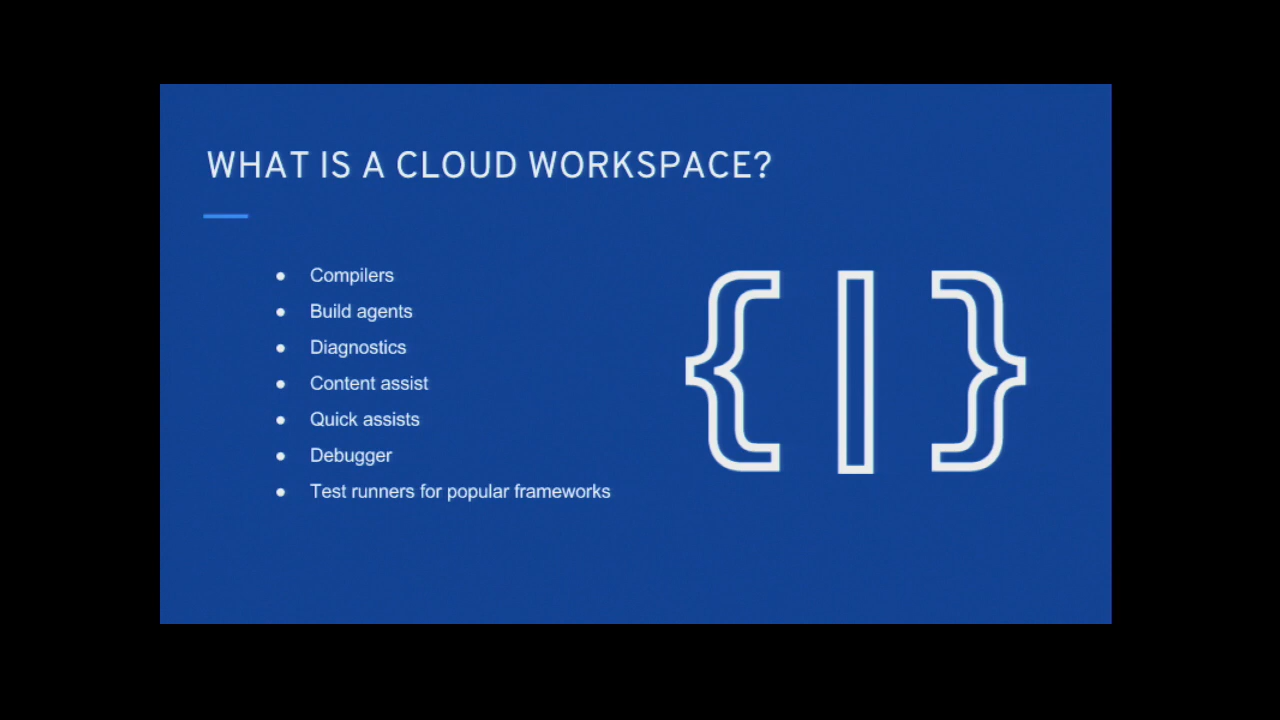 WHAT IS A CLOUD WORKSPACE?
● Compilers
● Build agents
● Diagnostics
● Content assist
● Quick assists
● Debugger
● Test runners for popular frameworks
{|}